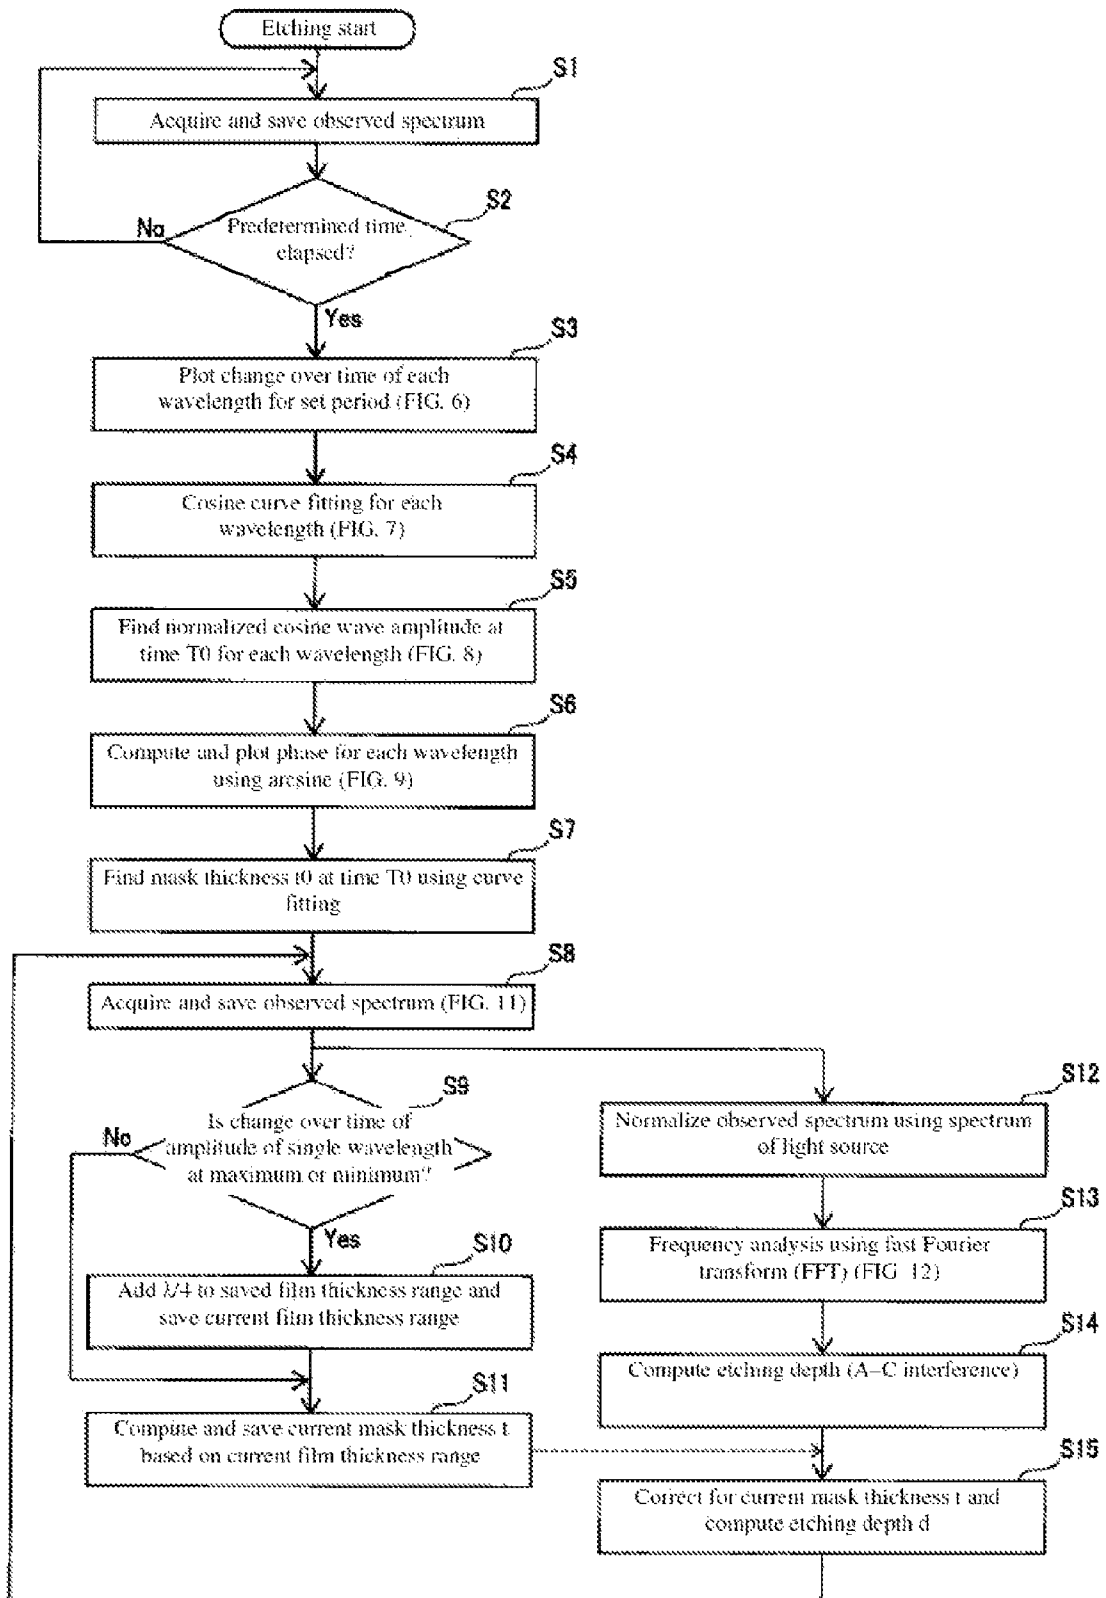 Etching start
S1
Acquire and save observed spectrum
S2
Predetermined time
elapsed?
No
Yes
S3
Plot change over time of each
wavelength for set period (FIG. 6)
S4
Cosine curve fitting for each
wavelength (FIG. 7)
S5
Find normalized cosine wave amplitude at
time T0 for each wavelength (FIG. 8)
S6
Compute and plot phase for each wavelength
using arcsine (FIG. 9)
S7
Find mask thickness t0 at time T0 using curve
fitting
S8
Acquire and save observed spectrum (FIG. 11)
S9
Is change over time of
amplitude of single wavelength
at maximum or minimum?
No
Yes
S10
Add λ/4 to saved film thickness range and
save current film thickness range
S11
Compute and save current mask thickness t
based on current film thickness range
S12
Normalize observed spectrum using spectrum
of light source
S13
Frequency analysis using fast Fourier
transform (FFT) (FIG. 12)
S14
Compute etching depth (A–C interference)
S15
Correct for current mask thickness t and
compute etching depth d